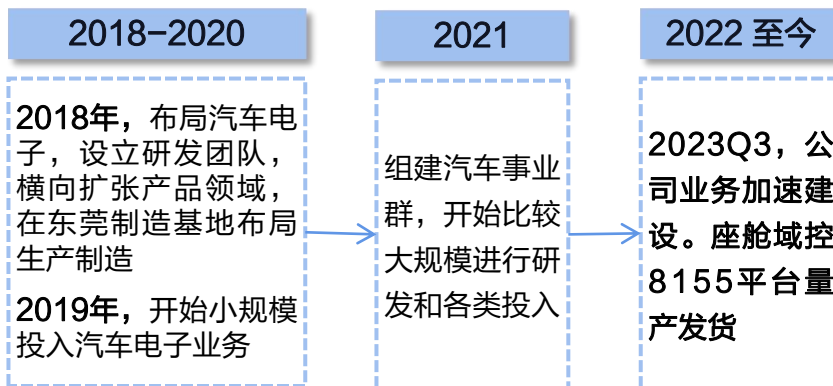 2018-2020
2018年，布局汽车电
子，设立研发团队，
横向扩张产品领域，
在东莞制造基地布局
生产制造
2019年，开始小规模
投入汽车电子业务
2021
组建汽车事业
群，开始比较
大规模进行研
发和各类投入
2022 至今
2023Q3，公
司业务加速建
设。座舱域控
8155平台量
产发货